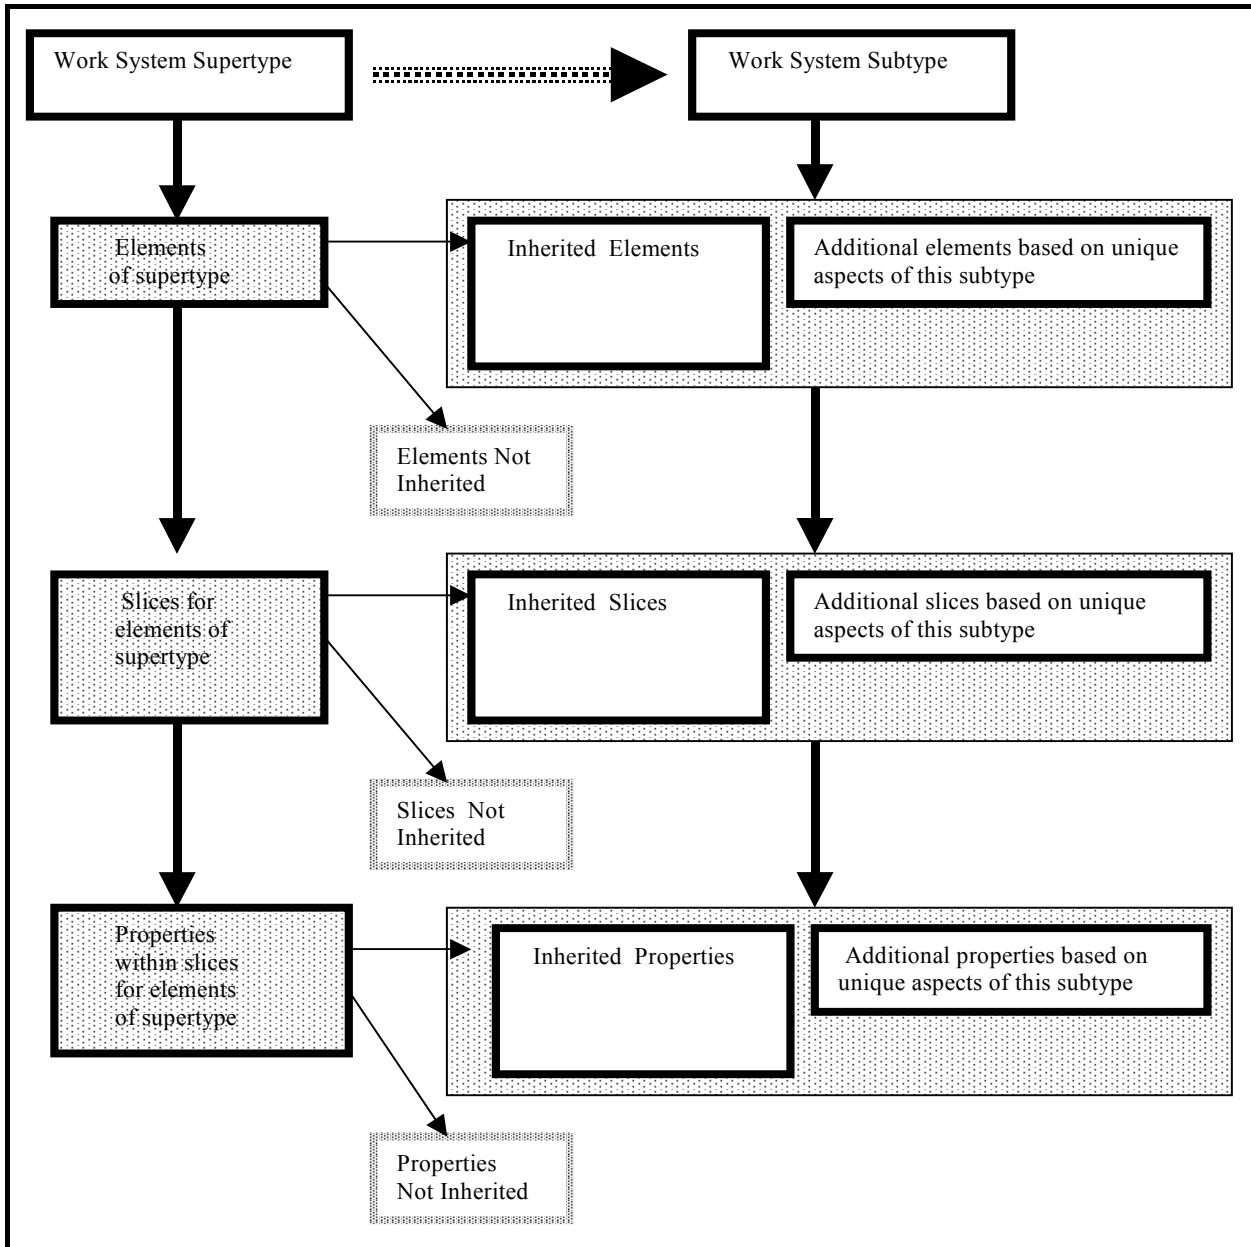 Work System Supertype
Work System Subtype
Elements
of supertype
Inherited Elements
Additional elements based on unique
aspects of this subtype
Elements Not
Inherited
Slices for
elements of
supertype
Inherited Slices
Additional slices based on unique
aspects of this subtype
Slices Not
Inherited
Properties
within slices
for elements
of supertype
Inherited Properties
Additional properties based on
unique aspects of this subtype
Properties
Not Inherited